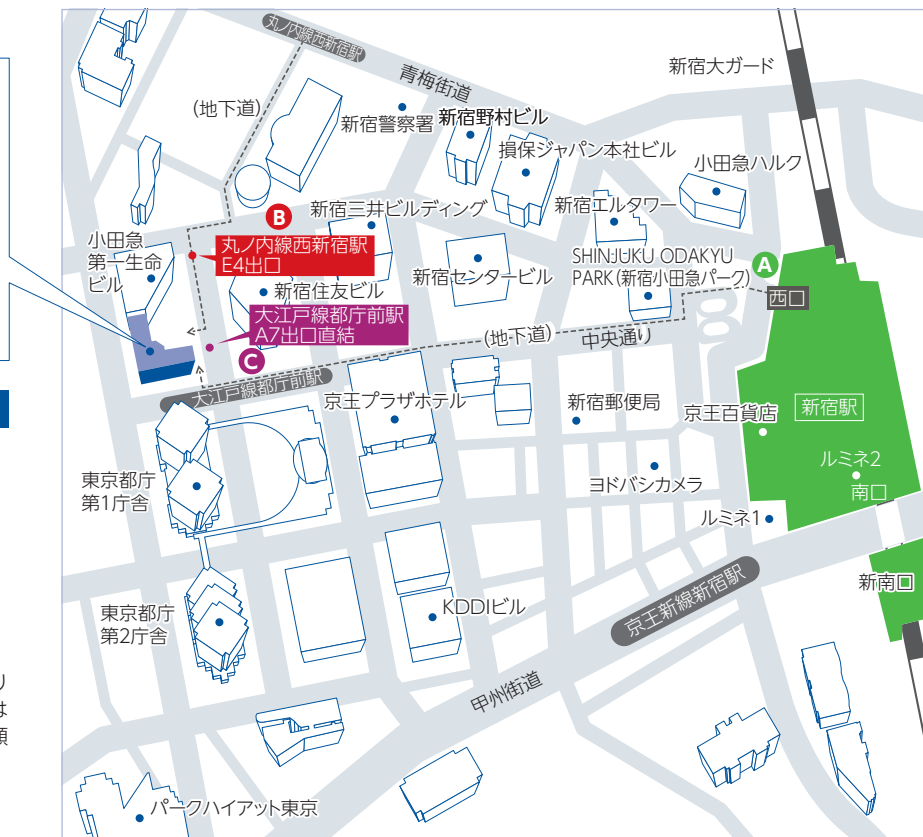 丸ノ内線西新宿駅
青梅街道
新宿大ガード
(地下道)
新宿警察署
新宿野村ビル
損保ジャパン本社ビル
小田急ハルク
B
新宿三井ビルディング
新宿エルタワー
小田急
第一生命
ビル
丸ノ内線西新宿駅
E4出口
新宿センタービル
SHINJUKU ODAKYU
PARK(新宿小田急パーク)
A
西口
新宿住友ビル
大江戸線都庁前駅
A7出口直結
C
(地下道)
中央通り
大江戸線都庁前駅
京王プラザホテル
新宿郵便局
京王百貨店
新宿駅
東京都庁
第1庁舎
ヨドバシカメラ
ルミネ2
南口
ルミネ1
新南口
東京都庁
第2庁舎
KDDIビル
京王新線新宿駅
甲州街道
り
は
頭
パークハイアット東京